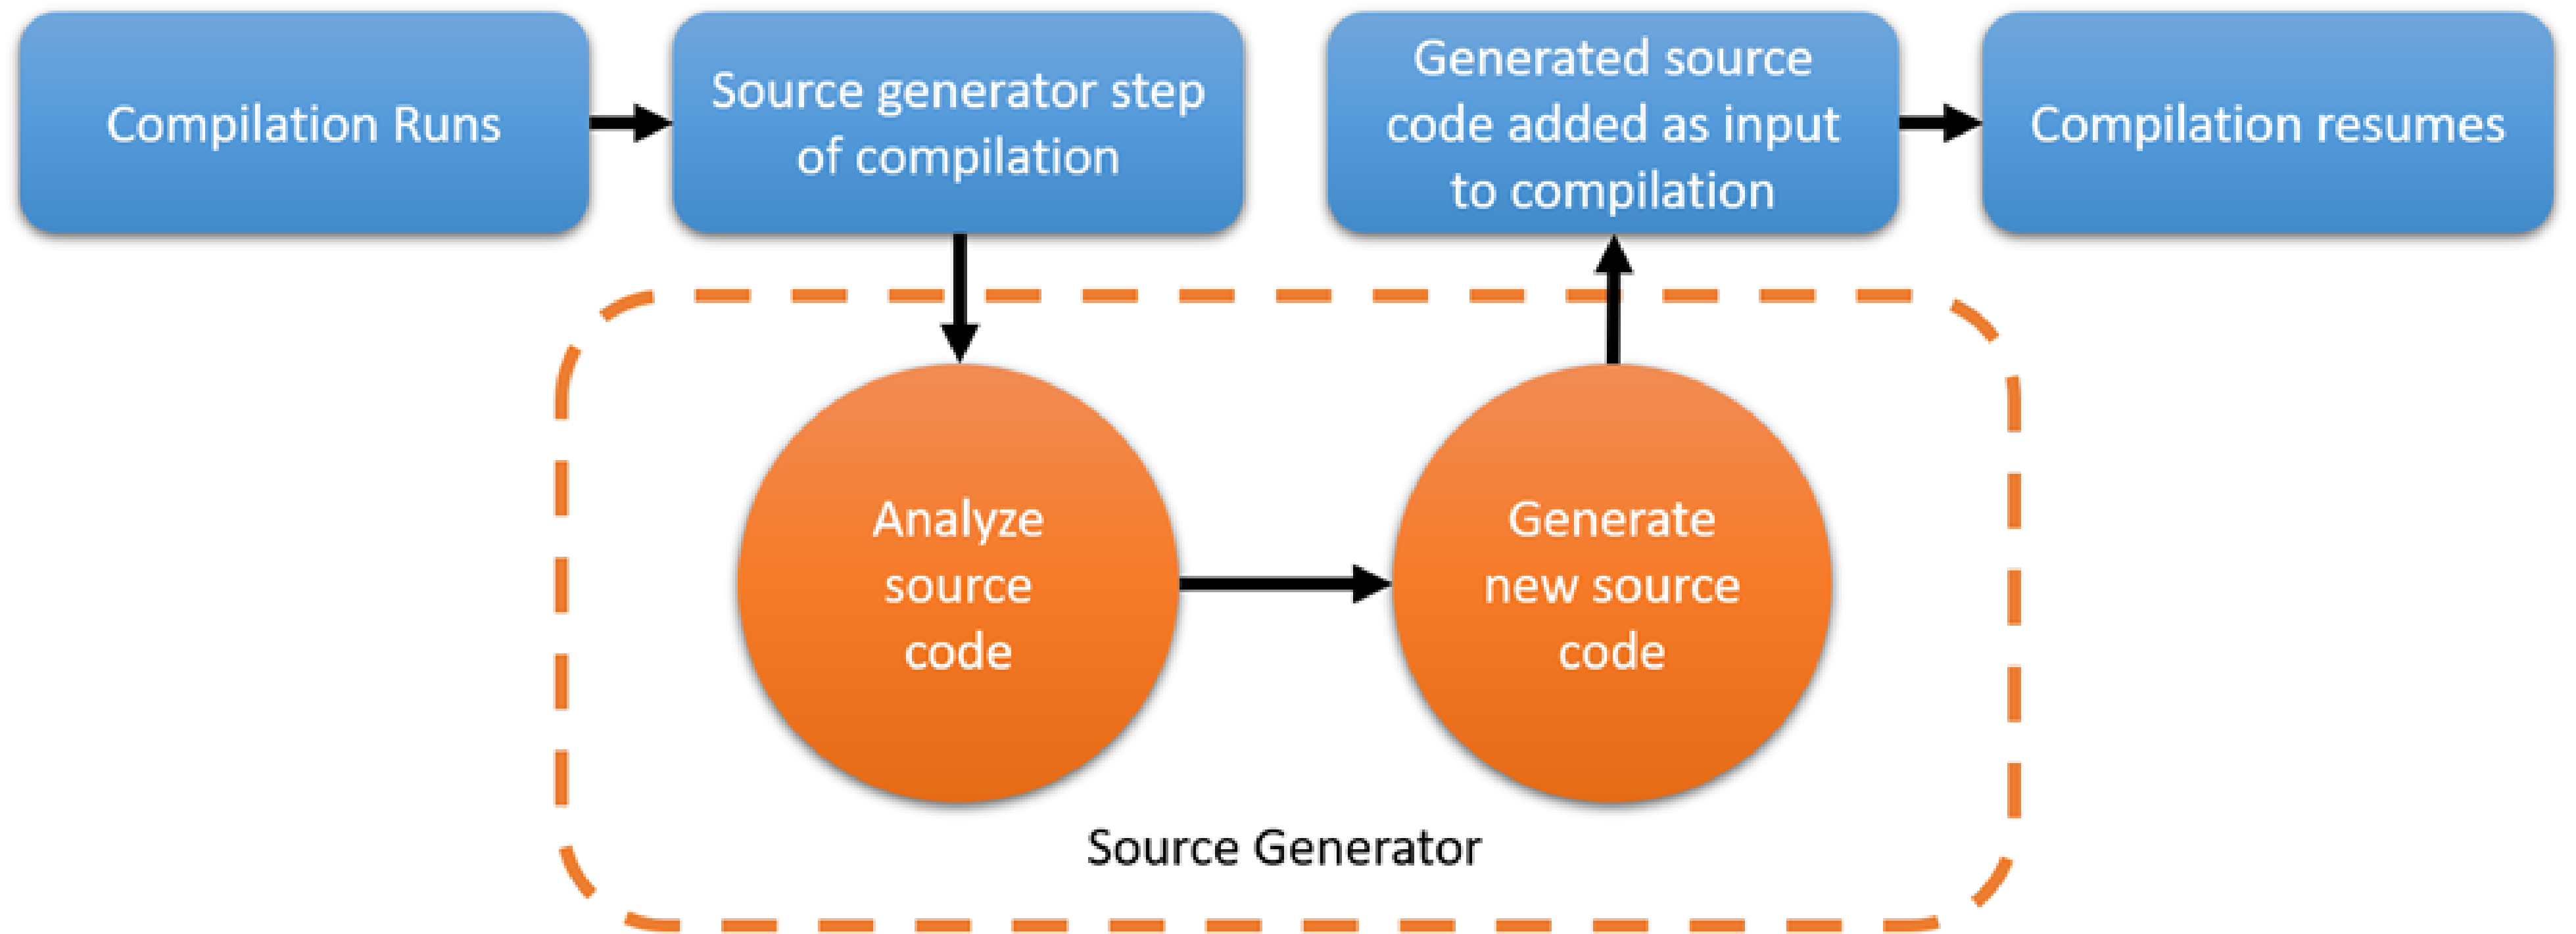 Compilation Runs
Source generator step
of compilation
Generated source
code added as input
to compilation
Compilation resumes
Analyze
source
code
Generate
new source
code
Source Generator